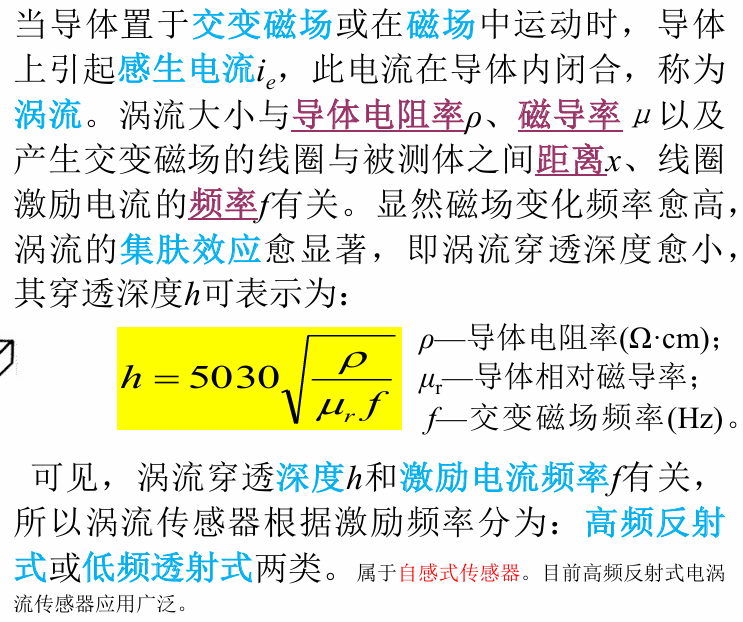 当导体置于交变磁场或在磁场中运动时，导体
上引起感生电流iₑ，此电流在导体内闭合，称为
涡流。涡流大小与导体电阻率ρ、磁导率μ以及
产生交变磁场的线圈与被测体之间距离x、线圈
激励电流的频率f有关。显然磁场变化频率愈高，
涡流的集肤效应愈显著，即涡流穿透深度愈小，
其穿透深度h可表示为：
h = 5030√(ρ/(μᵣ f))
ρ—导体电阻率(Ω·cm)；
μᵣ—导体相对磁导率；
f—交变磁场频率(Hz)。
可见，涡流穿透深度h和激励电流频率f有关，
所以涡流传感器根据激励频率分为：高频反射
式或低频透射式两类。属于自感式传感器。目前高频反射式电涡
流传感器应用广泛。